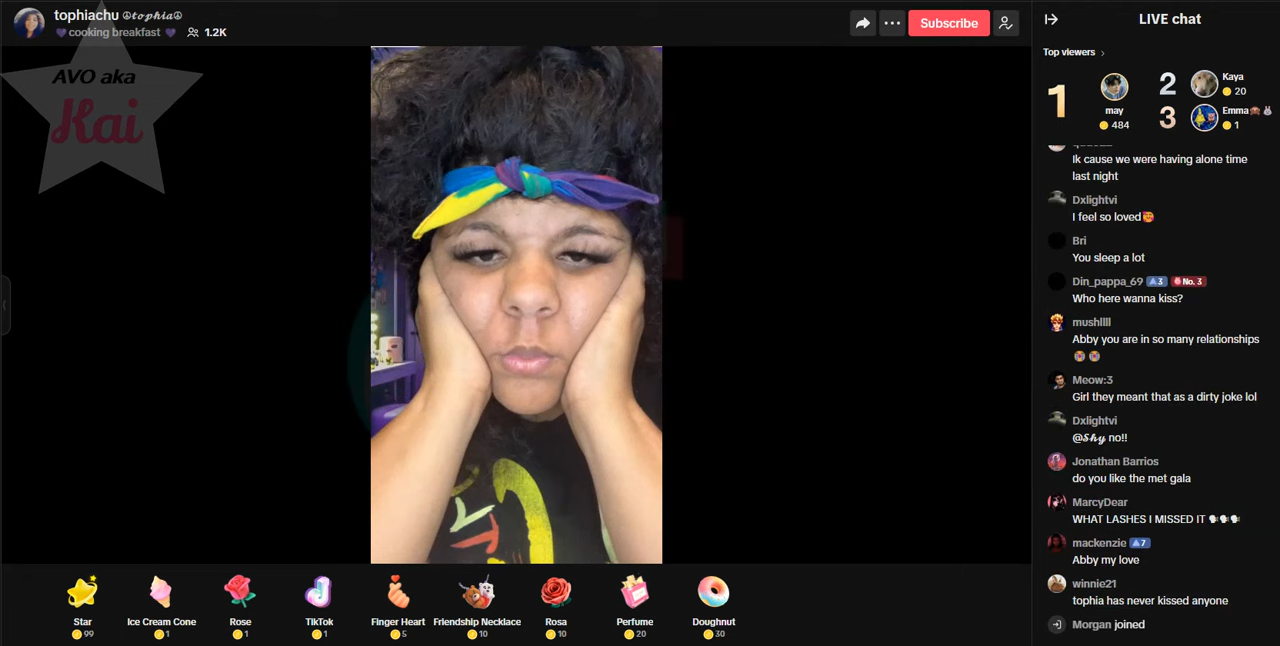 tophiachu ☮𝓽𝓸𝓹𝓱𝓲𝓪☮
💜cooking breakfast 💜 1.2K
Subscribe
AVO aka
Kai
LIVE chat
Top viewers ›
1
may
484
2
Kaya
20
3
Emma
1
Ik cause we were having alone time
last night
Dxlightvi
I feel so loved🥰
Bri
You sleep a lot
Din_pappa_69 3 No. 3
Who here wanna kiss?
mushllll
Abby you are in so many relationships
😭 😭
Meow:3
Girl they meant that as a dirty joke lol
Dxlightvi
@𝓢𝓱𝔂 no!!
Jonathan Barrios
do you like the met gala
MarcyDear
WHAT LASHES I MISSED IT 🗣🗣🗣
mackenzie 7
Abby my love
winnie21
tophia has never kissed anyone
Morgan joined
Star
99
Ice Cream Cone
1
Rose
1
TikTok
1
Finger Heart
5
Friendship Necklace
10
Rosa
10
Perfume
20
Doughnut
30